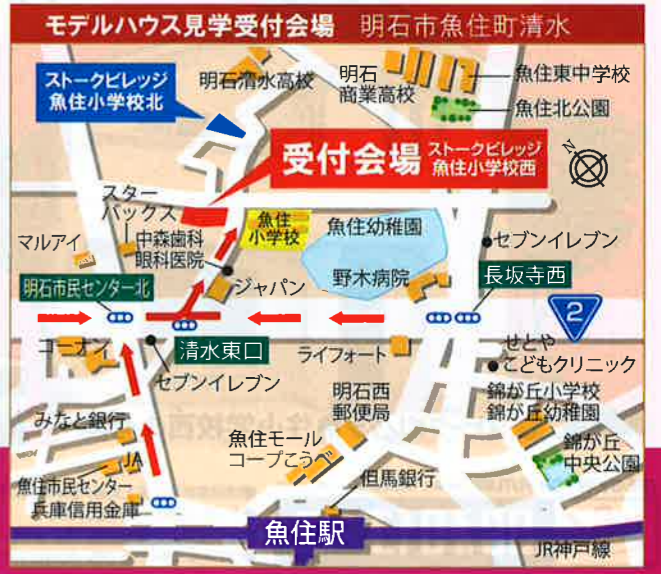 モデルハウス見学受付会場 明石市魚住町清水
ストークビレッジ
魚住小学校北
明石清水高校
明石
商業高校
魚住東中学校
魚住北公園
受付会場
ストークビレッジ
魚住小学校西
N
スター
バックス
魚住
小学校
魚住幼稚園
マルアイ
中森歯科
眼科医院
セブンイレブン
明石市民センター北
ジャパン
野木病院
長坂寺西
2
コーオン
清水東口
ライフォート
せとや
こどもクリニック
セブンイレブン
明石西
郵便局
錦が丘小学校
錦が丘幼稚園
みなと銀行
魚住モール
コープこうべ
錦が丘
中央公園
JA
魚住市民センター
兵庫信用金庫
但馬銀行
魚住駅
JR神戸線